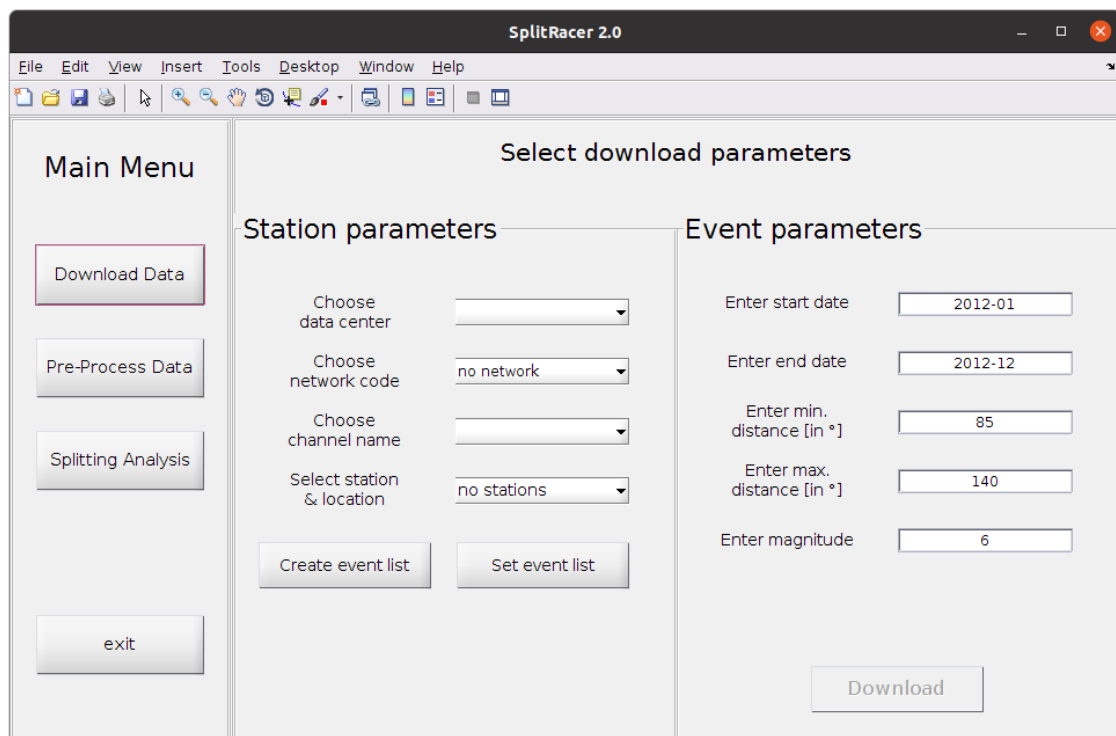 SplitRacer 2.0
File Edit View Insert Tools Desktop Window Help
Main Menu
Download Data
Pre-Process Data
Splitting Analysis
exit
Select download parameters
Station parameters
Choose
data center
Choose
network code
no network
Choose
channel name
Select station
& location
no stations
Create event list
Set event list
Event parameters
Enter start date
2012-01
Enter end date
2012-12
Enter min.
distance [in °]
85
Enter max.
distance [in °]
140
Enter magnitude
6
Download